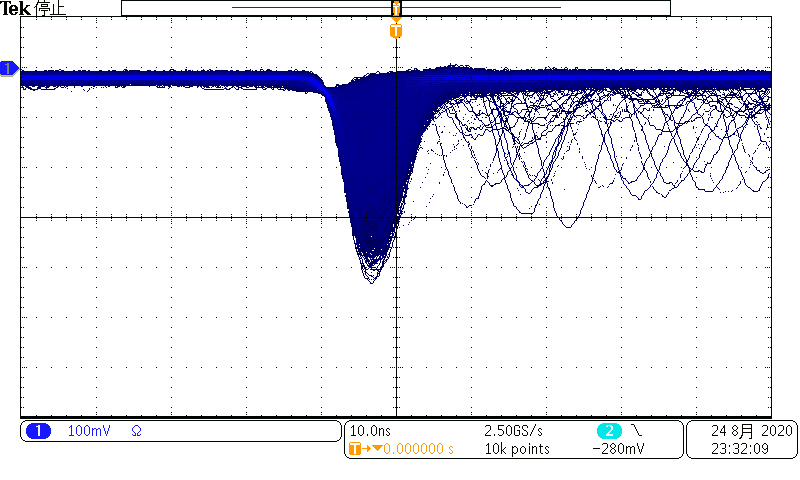 Tek 停止
T
T
1
1 100mV Ω 10.0ns 2.50GS/s 2 24 8月 2020
T→▼0.000000 s 10k points −280mV 23:32:09